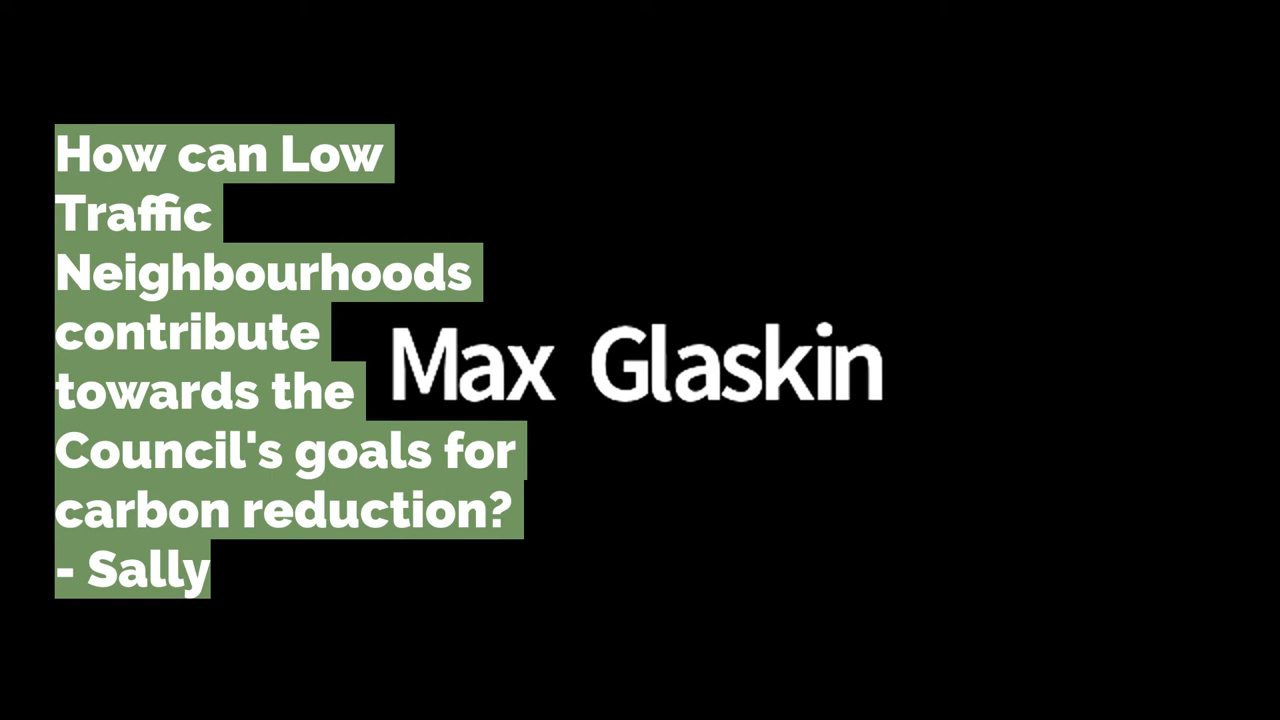 How can Low
Traffic
Neighbourhoods
contribute
towards the
Council's goals for
carbon reduction?
- Sally
Max Glaskin